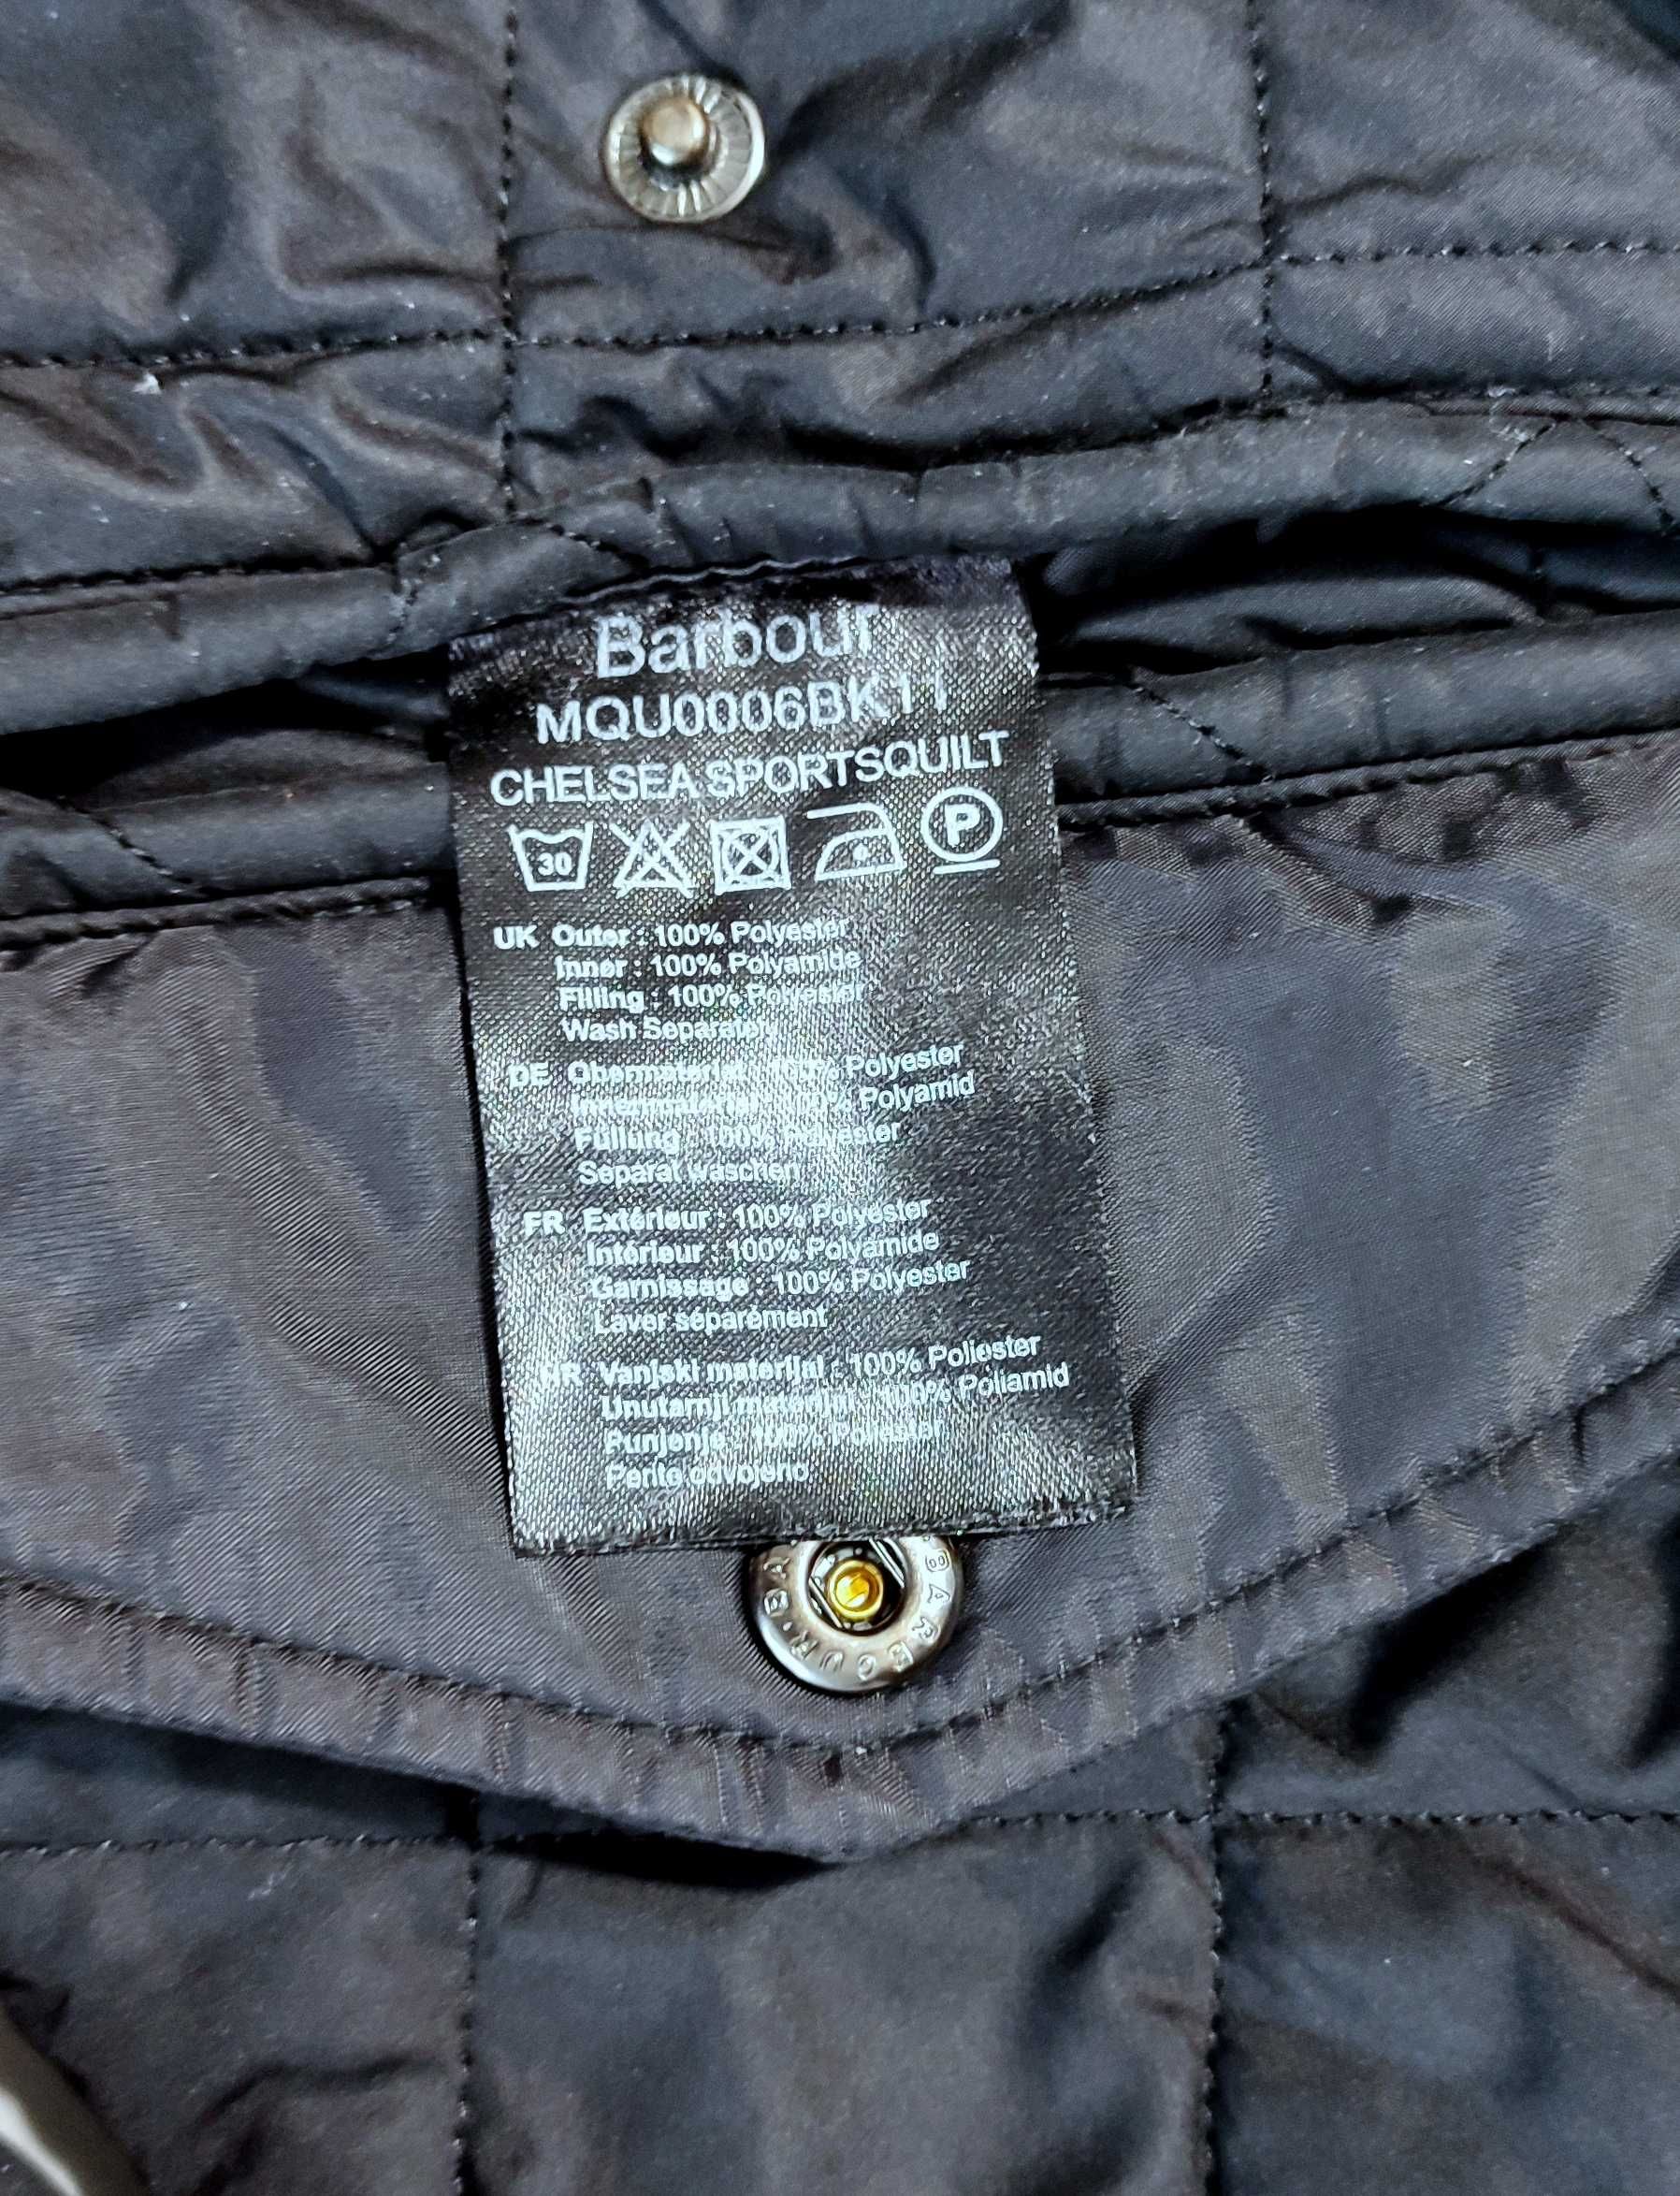 Barbour
MQU0006BK11
CHELSEA SPORTSQUILT
30
P
UK Outer : 100% Polyester
Inner : 100% Polyamide
Filling : 100% Polyester
Wash Separately
DE Obermaterial : 100% Polyester
Innenmaterial : 100% Polyamid
Füllung : 100% Polyester
Separat waschen
FR Extérieur : 100% Polyester
Intérieur : 100% Polyamide
Garnissage : 100% Polyester
Laver séparément
HR Vanjski materijal : 100% Poliester
Unutarnji materijal : 100% Poliamid
Punjenje : 100% Poliester
Perite odvojeno
BARBOUR